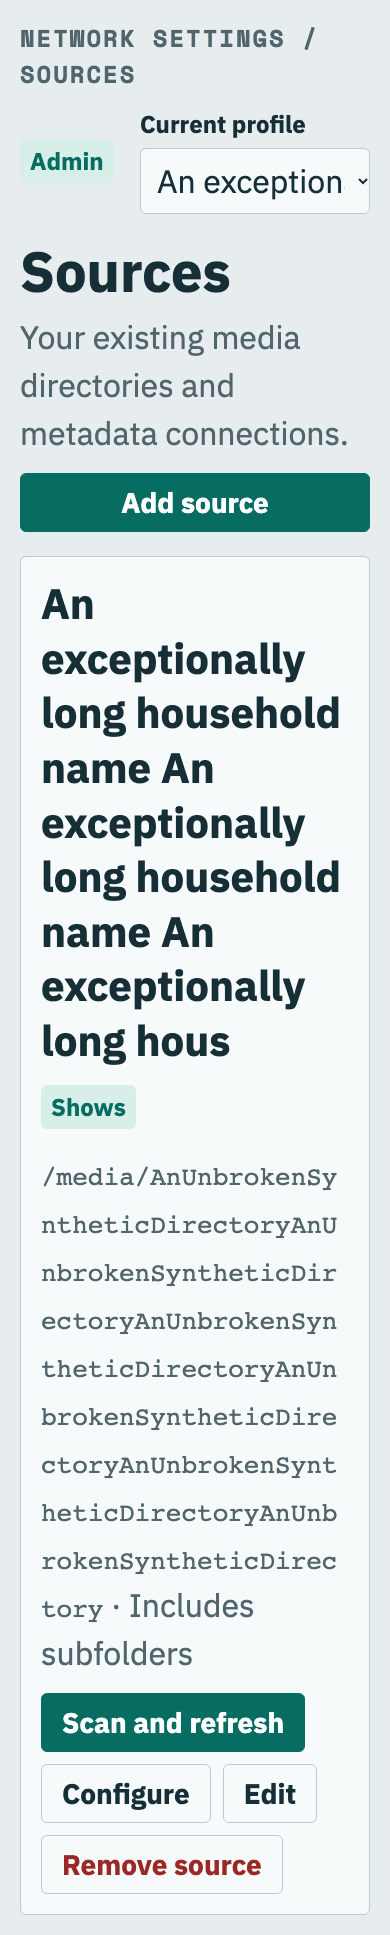 NETWORK SETTINGS /
SOURCES
Current profile
Admin
An exception
Sources
Your existing media
directories and
metadata connections.
Add source
An
exceptionally
long household
name An
exceptionally
long household
name An
exceptionally
long hous
Shows
/media/AnUnbrokenSy
ntheticDirectoryAnU
nbrokenSyntheticDir
ectoryAnUnbrokenSyn
theticDirectoryAnUn
brokenSyntheticDire
ctoryAnUnbrokenSynt
heticDirectoryAnUnb
rokenSyntheticDirec
tory · Includes
subfolders
Scan and refresh
Configure
Edit
Remove source